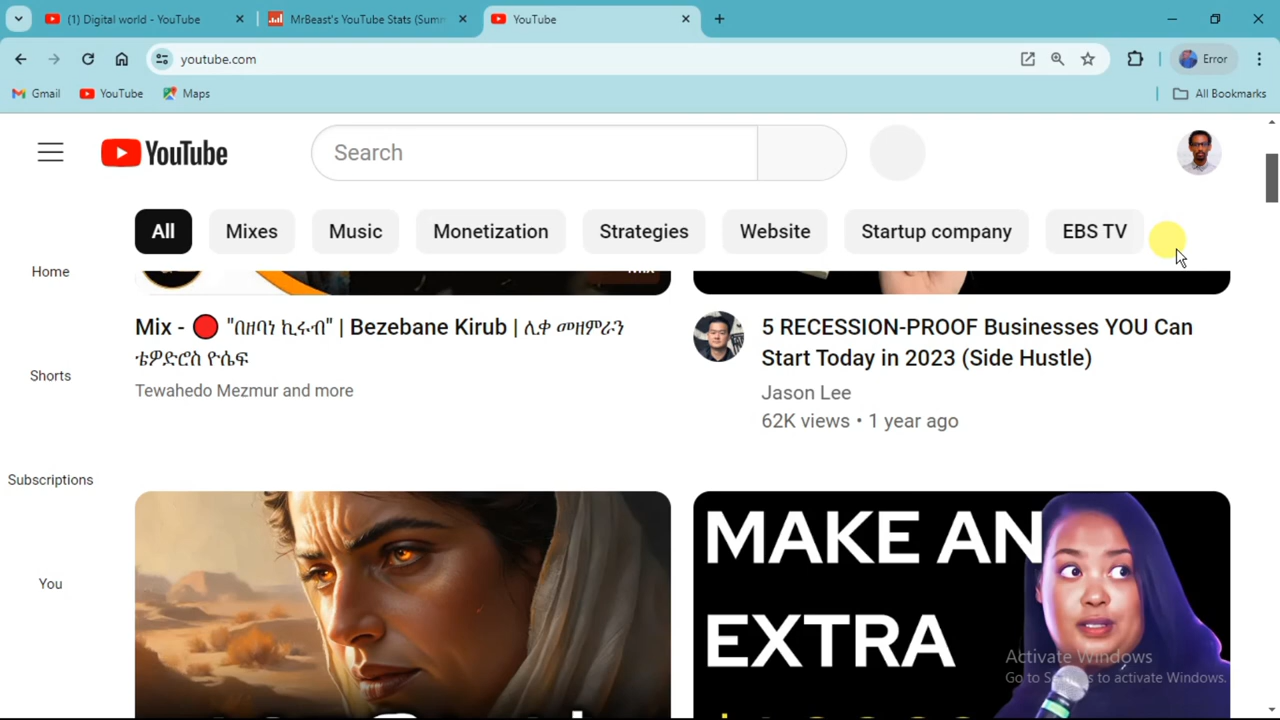 (1) Digital world - YouTube
MrBeast's YouTube Stats (Summ
YouTube
youtube.com
Error
Gmail
YouTube
Maps
All Bookmarks
YouTube
Search
All
Mixes
Music
Monetization
Strategies
Website
Startup company
EBS TV
Home
Shorts
Subscriptions
You
Mix - 🔴 "በዘባነ ኪሩብ" | Bezebane Kirub | ሊቀ መዘምራን
ቴዎድሮስ ዮሴፍ
Tewahedo Mezmur and more
5 RECESSION-PROOF Businesses YOU Can
Start Today in 2023 (Side Hustle)
Jason Lee
62K views • 1 year ago
MAKE AN
EXTRA
Activate Windows
Go to Settings to activate Windows.